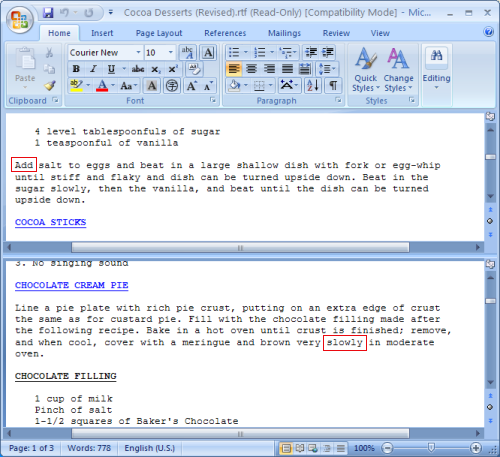 Cocoa Desserts (Revised).rtf (Read-Only) [Compatibility Mode] - Mic...
Home Insert Page Layout References Mailings Review View
Courier New 10
Paste
B I U abc x₂ x²
Aa A A
Quick Styles Change Styles Editing
Clipboard Font Paragraph Styles
4 level tablespoonfuls of sugar
1 teaspoonful of vanilla
Add salt to eggs and beat in a large shallow dish with fork or egg-whip
until stiff and flaky and dish can be turned upside down. Beat in the
sugar slowly, then the vanilla, and beat until the dish can be turned
upside down.
COCOA STICKS
3. No singing sound
CHOCOLATE CREAM PIE
Line a pie plate with rich pie crust, putting on an extra edge of crust
the same as for custard pie. Fill with the chocolate filling made after
the following recipe. Bake in a hot oven until crust is finished; remove,
and when cool, cover with a meringue and brown very slowly in moderate
oven.
CHOCOLATE FILLING
1 cup of milk
Pinch of salt
1-1/2 squares of Baker's Chocolate
Page: 1 of 3 Words: 778 English (U.S.) 100%